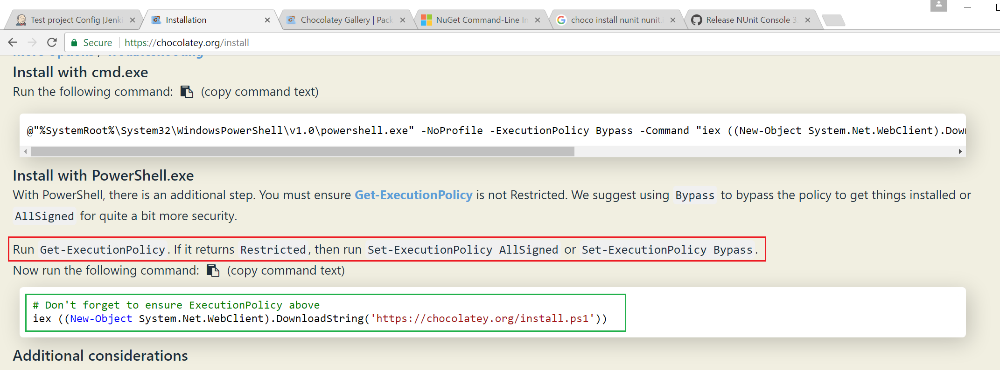 Test project Config [Jenki
Installation
Chocolatey Gallery | Pack
NuGet Command-Line In
choco install nunit nunit.
Release NUnit Console 3.
Secure
https://chocolatey.org/install
Install with cmd.exe
Run the following command: (copy command text)
@"%SystemRoot%\System32\WindowsPowerShell\v1.0\powershell.exe" -NoProfile -ExecutionPolicy Bypass -Command "iex ((New-Object System.Net.WebClient).Down
Install with PowerShell.exe
With PowerShell, there is an additional step. You must ensure Get-ExecutionPolicy is not Restricted. We suggest using Bypass to bypass the policy to get things installed or
AllSigned for quite a bit more security.
Run Get-ExecutionPolicy. If it returns Restricted, then run Set-ExecutionPolicy AllSigned or Set-ExecutionPolicy Bypass.
Now run the following command: (copy command text)
# Don't forget to ensure ExecutionPolicy above
iex ((New-Object System.Net.WebClient).DownloadString('https://chocolatey.org/install.ps1'))
Additional considerations